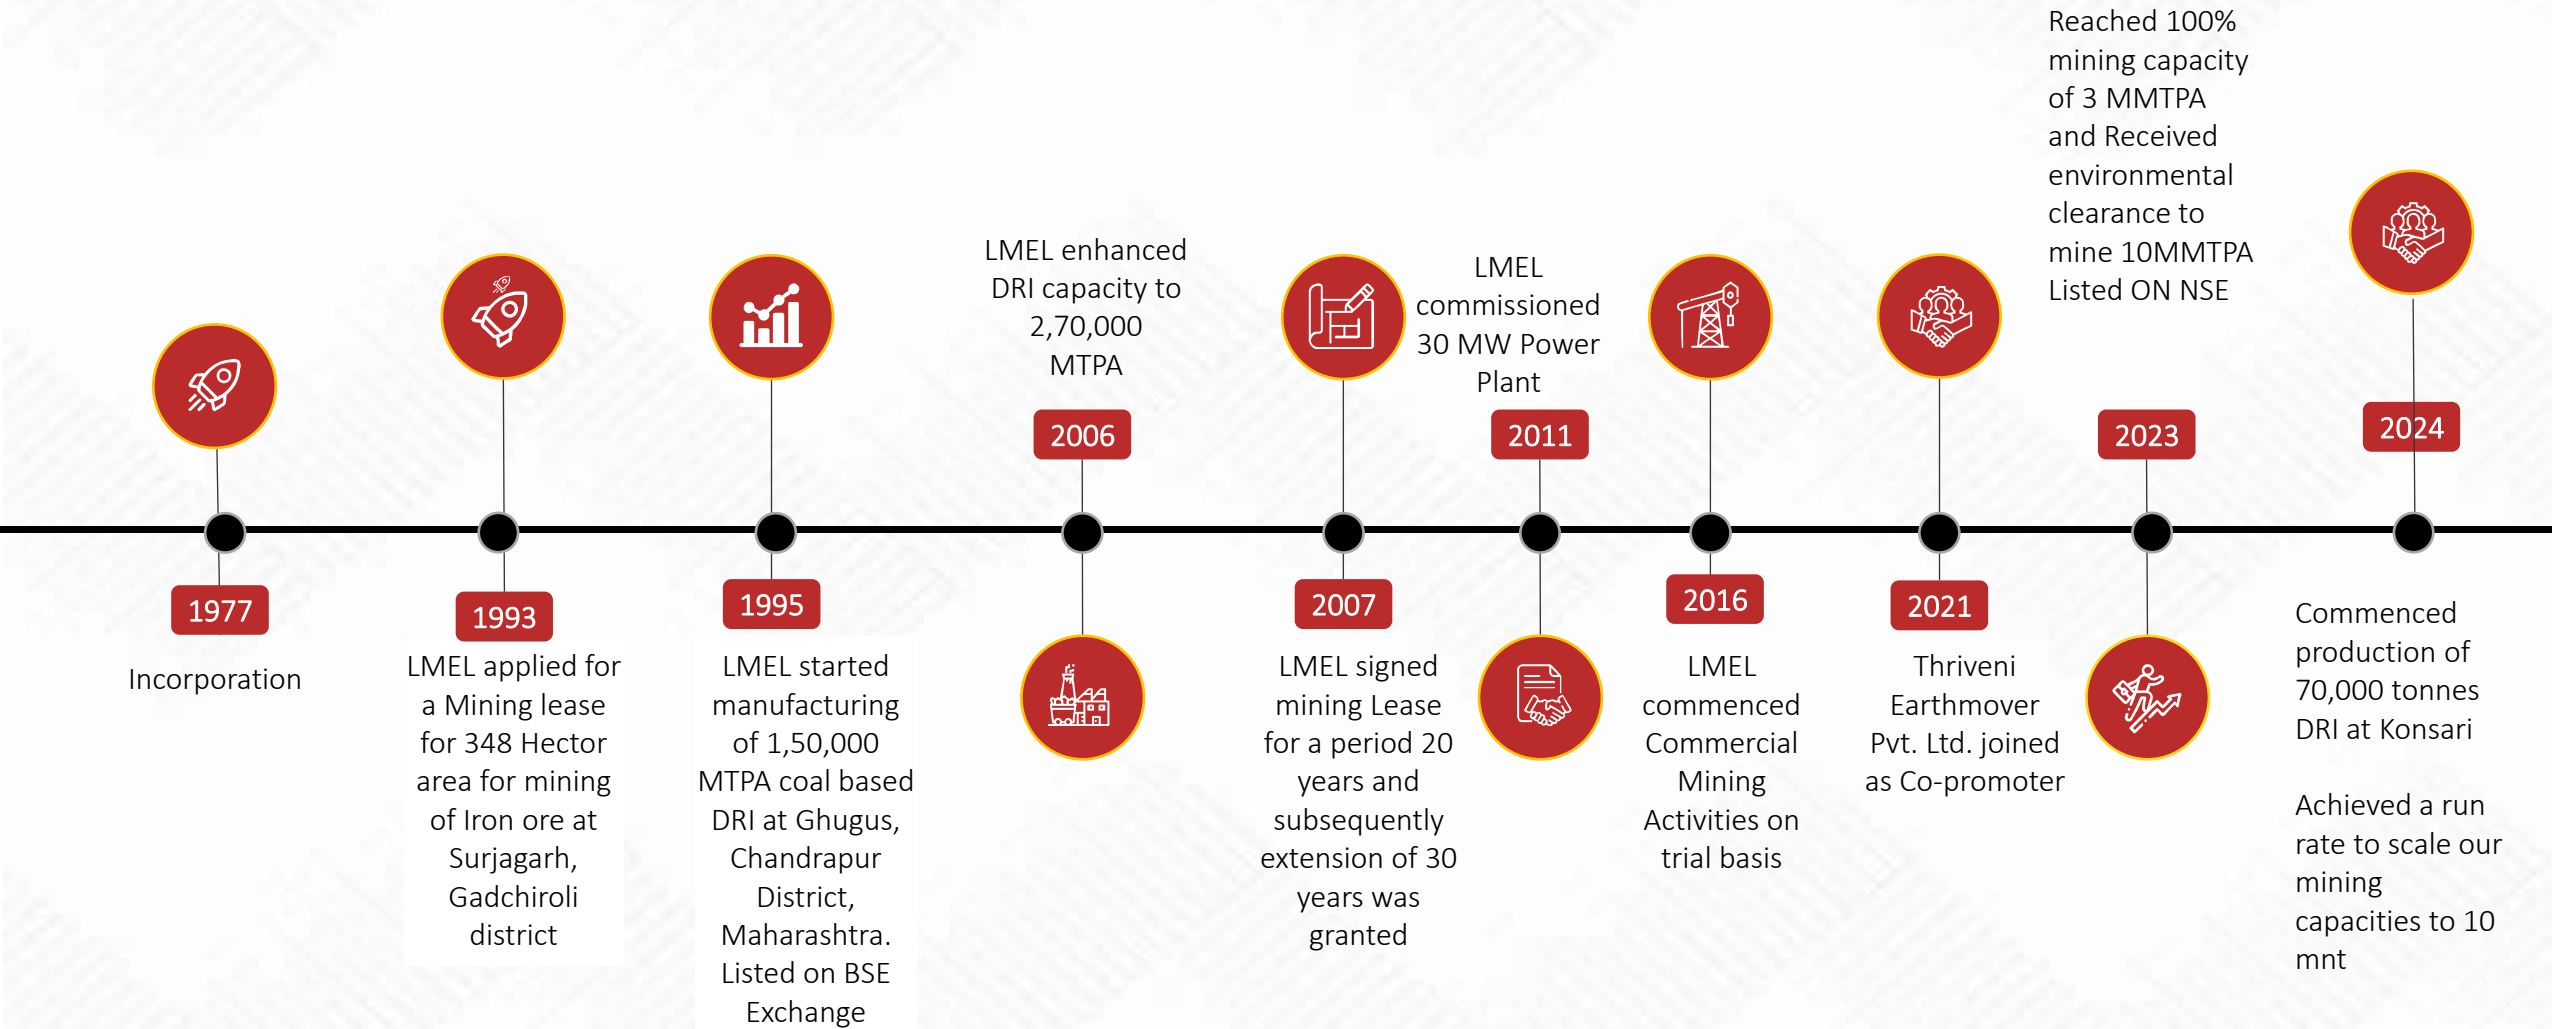 1977
Incorporation
1993
LMEL applied for
a Mining lease
for 348 Hector
area for mining
of Iron ore at
Surjagarh,
Gadchiroli
district
1995
LMEL started
manufacturing
of 1,50,000
MTPA coal based
DRI at Ghugus,
Chandrapur
District,
Maharashtra.
Listed on BSE
Exchange
LMEL enhanced
DRI capacity to
2,70,000
MTPA
2006
2007
LMEL signed
mining Lease
for a period 20
years and
subsequently
extension of 30
years was
granted
LMEL
commissioned
30 MW Power
Plant
2011
2016
LMEL
commenced
Commercial
Mining
Activities on
trial basis
2021
Thriveni
Earthmover
Pvt. Ltd. joined
as Co-promoter
Reached 100%
mining capacity
of 3 MMTPA
and Received
environmental
clearance to
mine 10MMTPA
Listed ON NSE
2023
2024
Commenced
production of
70,000 tonnes
DRI at Konsari
Achieved a run
rate to scale our
mining
capacities to 10
mnt